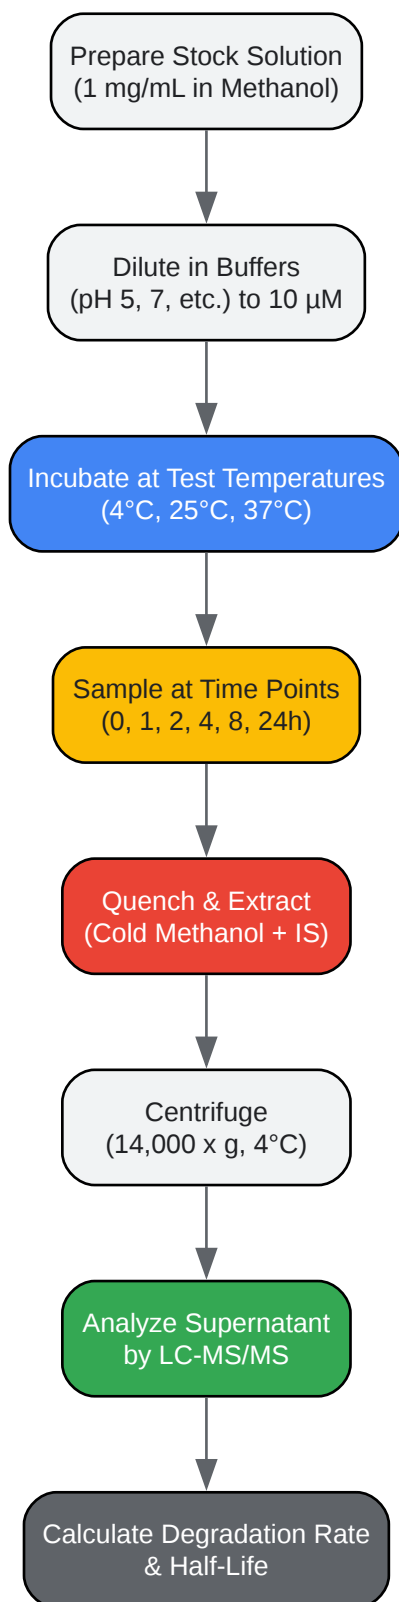 Prepare Stock Solution
(1 mg/mL in Methanol)
Dilute in Buffers
(pH 5, 7, etc.) to 10 µM
Incubate at Test Temperatures
(4°C, 25°C, 37°C)
Sample at Time Points
(0, 1, 2, 4, 8, 24h)
Quench & Extract
(Cold Methanol + IS)
Centrifuge
(14,000 x g, 4°C)
Analyze Supernatant
by LC-MS/MS
Calculate Degradation Rate
& Half-Life